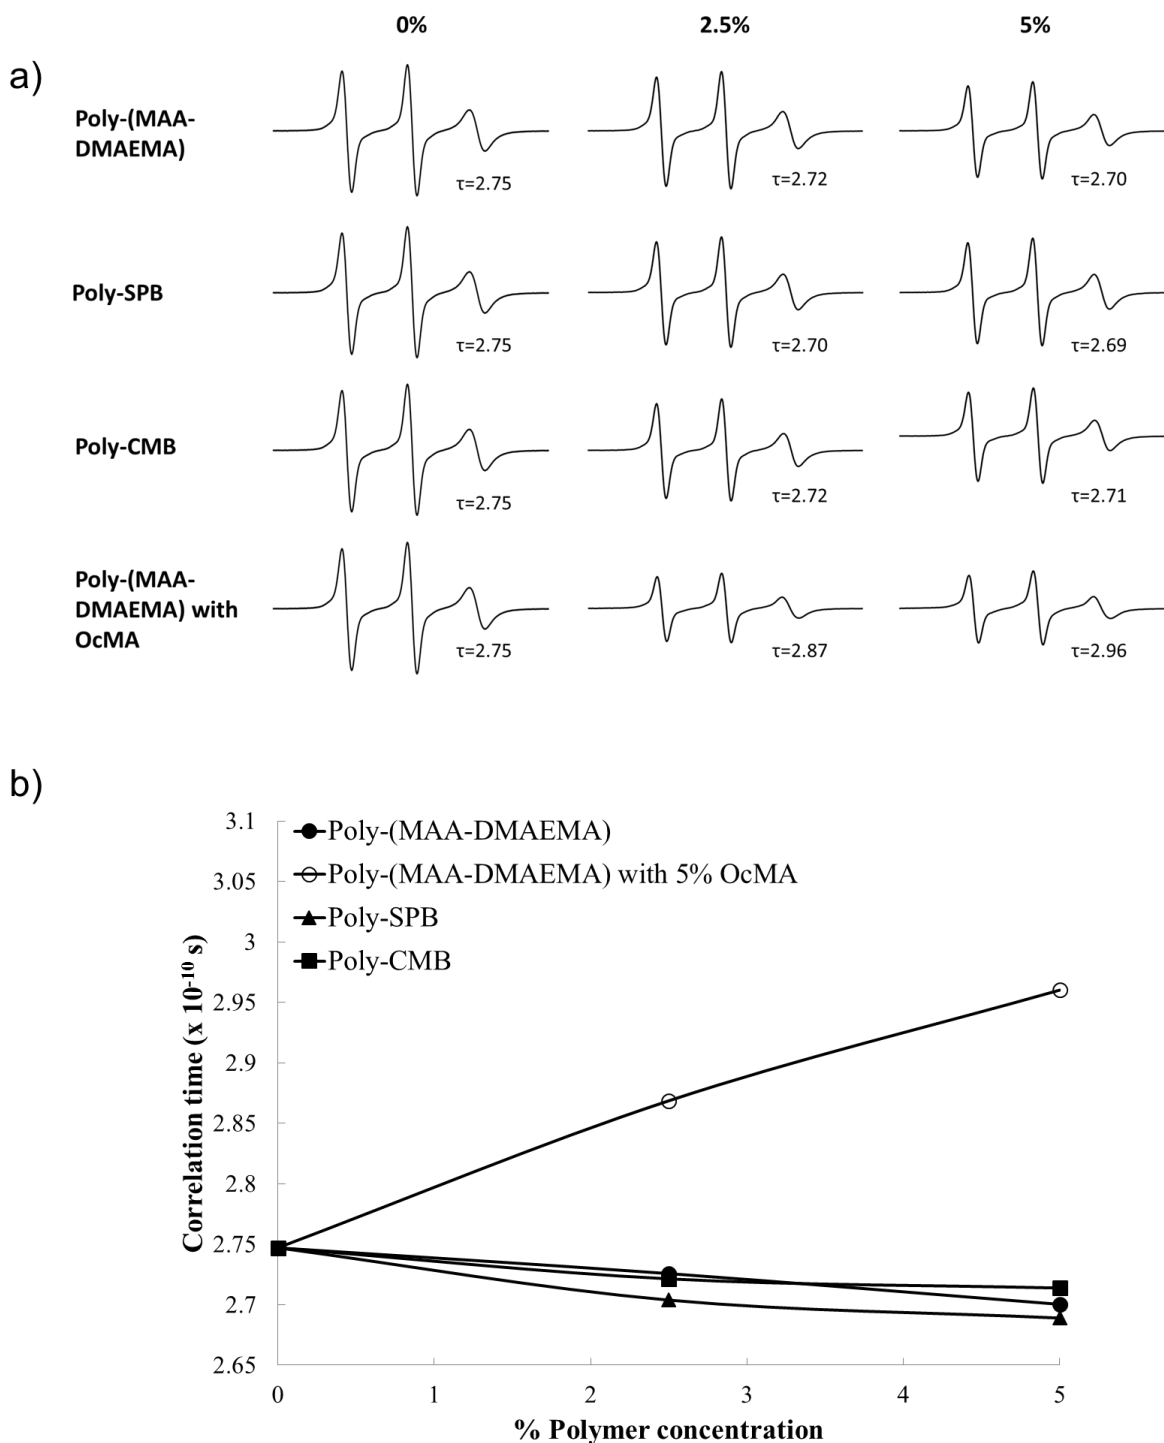 0% 2.5% 5%
a)
Poly-(MAA-
DMAEMA)
τ=2.75 τ=2.72 τ=2.70
Poly-SPB
τ=2.75 τ=2.70 τ=2.69
Poly-CMB
τ=2.75 τ=2.72 τ=2.71
Poly-(MAA-
DMAEMA) with
OcMA
τ=2.75 τ=2.87 τ=2.96
b)
Poly-(MAA-DMAEMA)
Poly-(MAA-DMAEMA) with 5% OcMA
Poly-SPB
Poly-CMB
3.1
3.05
3
2.95
2.9
2.85
2.8
2.75
2.7
2.65
Correlation time (x 10⁻¹⁰ s)
0 1 2 3 4 5
% Polymer concentration